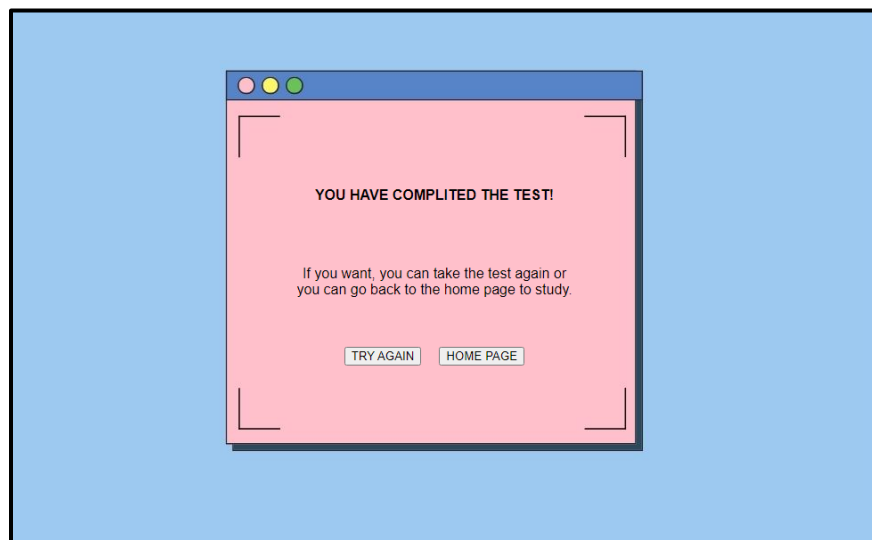 YOU HAVE COMPLITED THE TEST!
If you want, you can take the test again or
you can go back to the home page to study.
TRY AGAIN HOME PAGE